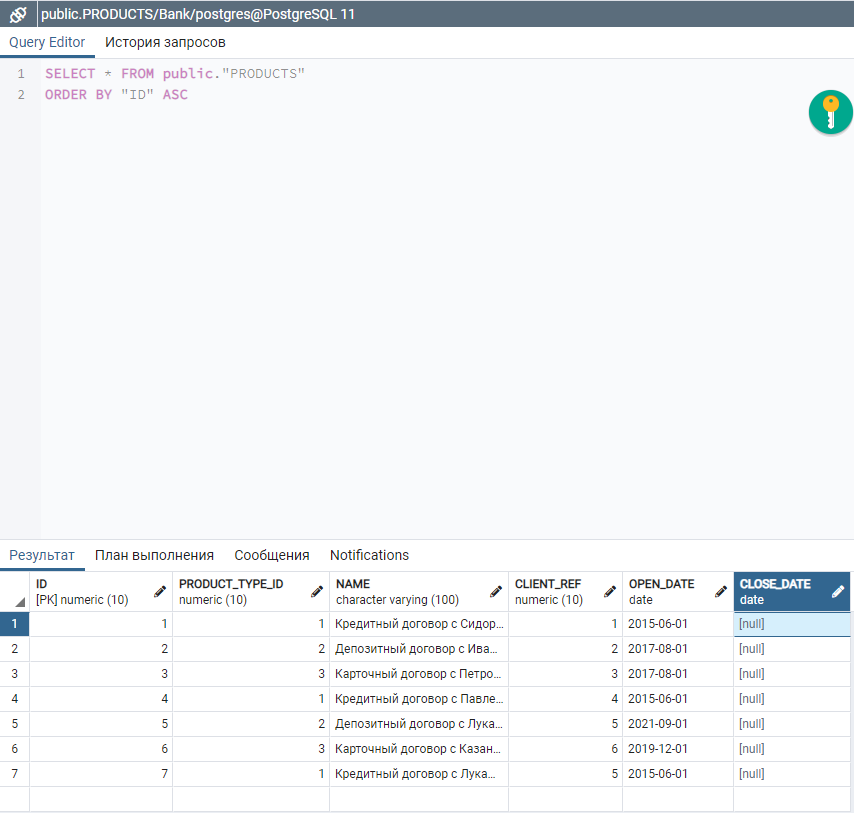 public.PRODUCTS/Bank/postgres@PostgreSQL 11
Query Editor История запросов
1 SELECT * FROM public."PRODUCTS"
2 ORDER BY "ID" ASC
Результат План выполнения Сообщения Notifications
ID PRODUCT_TYPE_ID NAME CLIENT_REF OPEN_DATE CLOSE_DATE
[PK] numeric (10) numeric (10) character varying (100) numeric (10) date date
1 1 1 Кредитный договор с Сидор... 1 2015-06-01 [null]
2 2 2 Депозитный договор с Ива... 2 2017-08-01 [null]
3 3 3 Карточный договор с Петро... 3 2017-08-01 [null]
4 4 1 Кредитный договор с Павле... 4 2015-06-01 [null]
5 5 2 Депозитный договор с Лука... 5 2021-09-01 [null]
6 6 3 Карточный договор с Казан... 6 2019-12-01 [null]
7 7 1 Кредитный договор с Лука... 5 2015-06-01 [null]